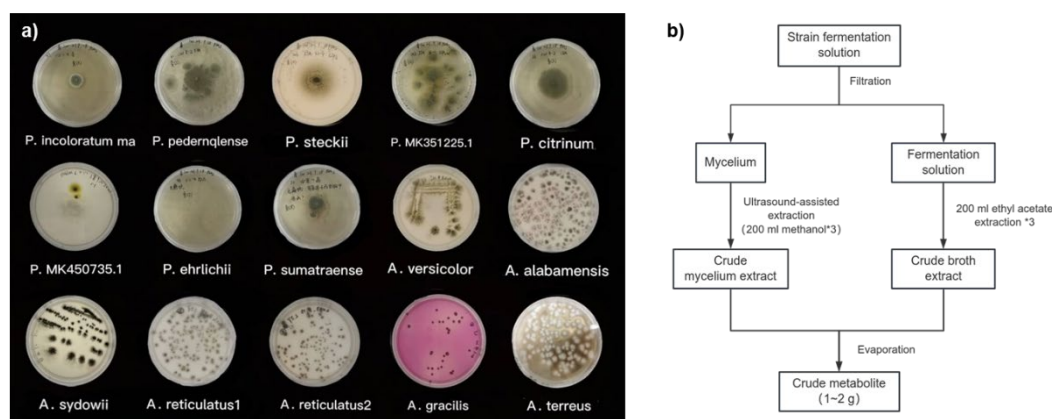 a)
P. incoloratum ma
P. pedernqlense
P. steckii
P. MK351225.1
P. citrinum
P. MK450735.1
P. ehrlichii
P. sumatraense
A. versicolor
A. alabamensis
A. sydowii
A. reticulatus1
A. reticulatus2
A. gracilis
A. terreus
b)
Strain fermentation
solution
Filtration
Mycelium
Fermentation
solution
Ultrasound-assisted
extraction
(200 ml methanol*3)
200 ml ethyl acetate
extraction *3
Crude
mycelium extract
Crude broth
extract
Evaporation
Crude metabolite
(1~2 g)